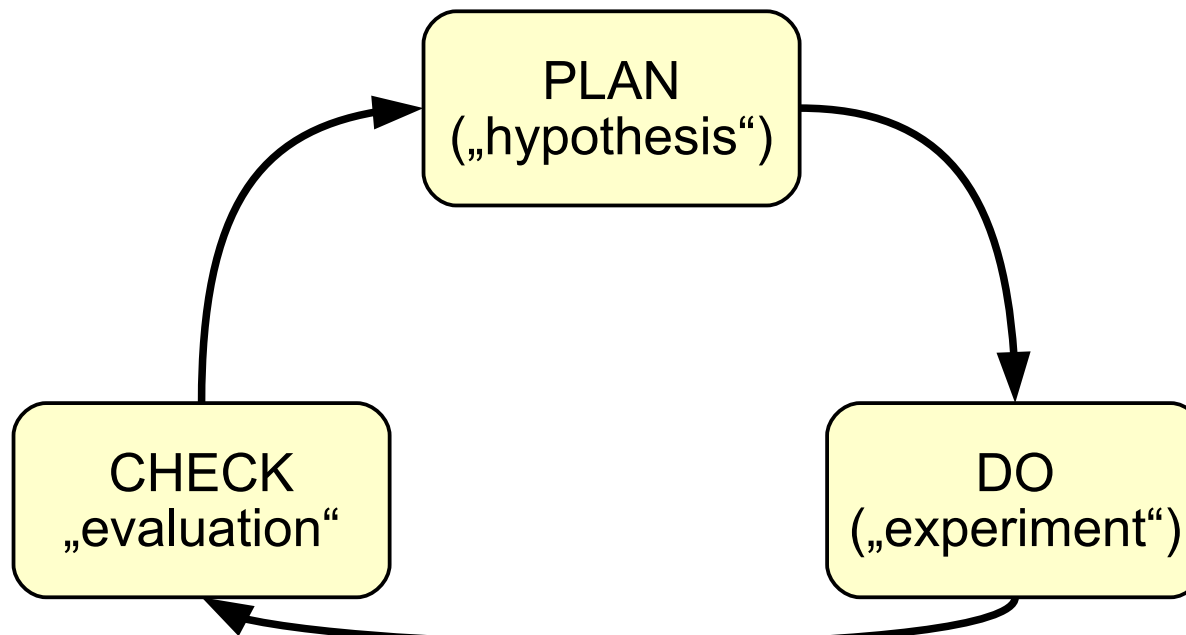 PLAN
(„hypothesis“)
CHECK
„evaluation“
DO
(„experiment“)